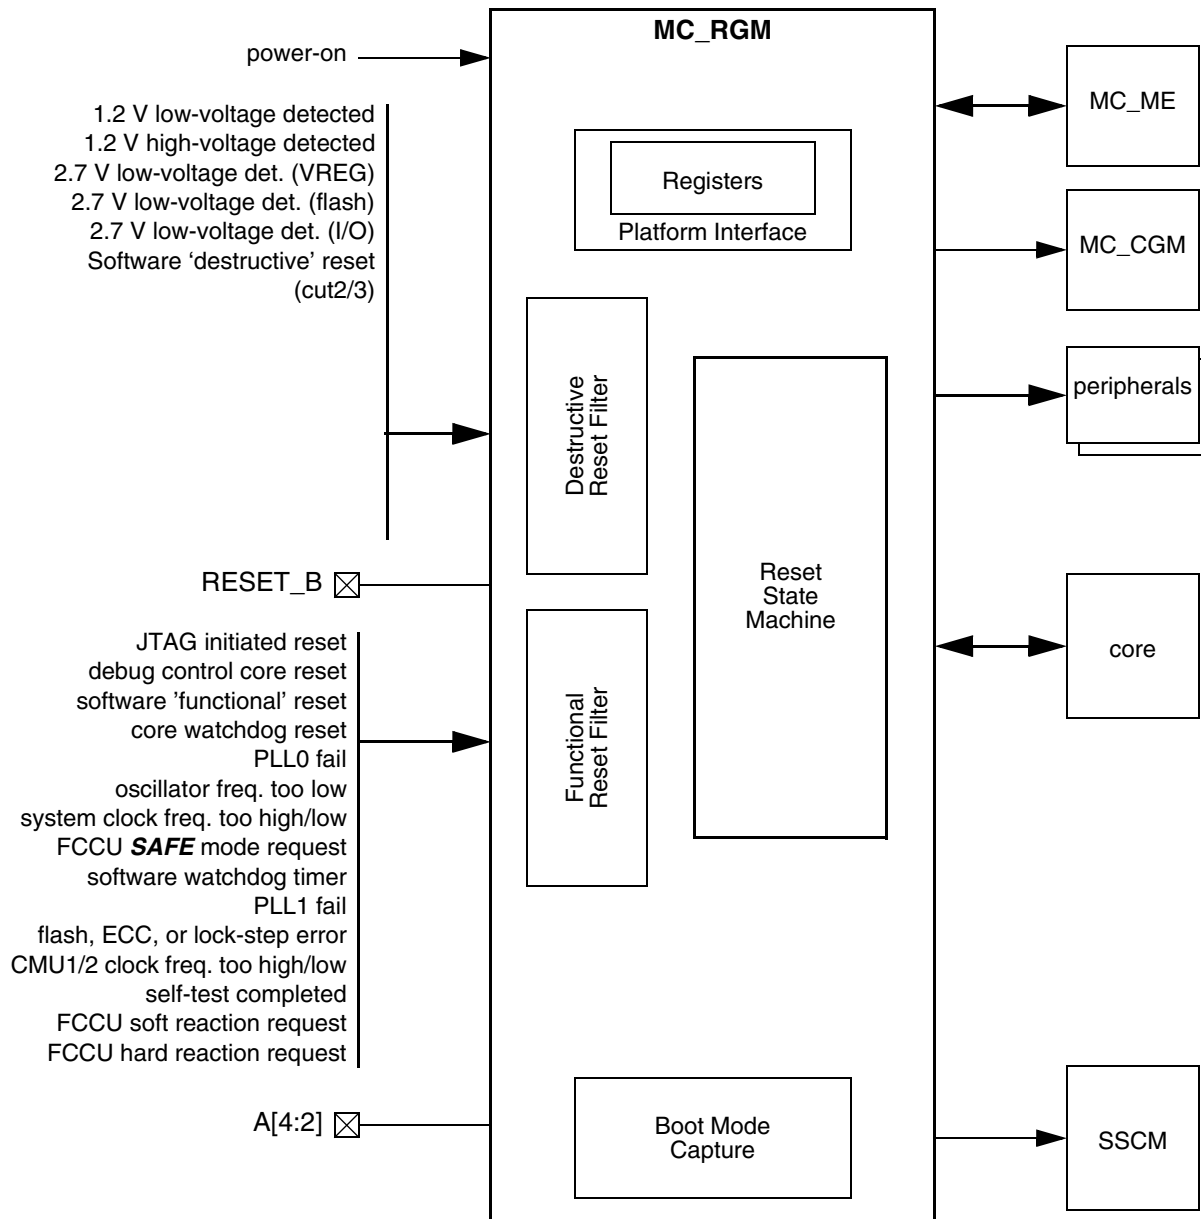 MC_RGM
power-on
1.2 V low-voltage detected
1.2 V high-voltage detected
2.7 V low-voltage det. (VREG)
2.7 V low-voltage det. (flash)
2.7 V low-voltage det. (I/O)
Software ‘destructive’ reset
(cut2/3)
RESET_B
JTAG initiated reset
debug control core reset
software ’functional’ reset
core watchdog reset
PLL0 fail
oscillator freq. too low
system clock freq. too high/low
FCCU SAFE mode request
software watchdog timer
PLL1 fail
flash, ECC, or lock-step error
CMU1/2 clock freq. too high/low
self-test completed
FCCU soft reaction request
FCCU hard reaction request
A[4:2]
Registers
Platform Interface
Destructive
Reset Filter
Functional
Reset Filter
Reset
State
Machine
Boot Mode
Capture
MC_ME
MC_CGM
peripherals
core
SSCM